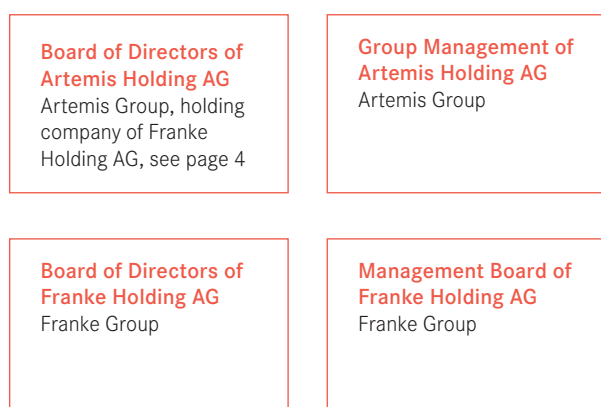 Board of Directors of
Artemis Holding AG
Artemis Group, holding
company of Franke
Holding AG, see page 4
Group Management of
Artemis Holding AG
Artemis Group
Board of Directors of
Franke Holding AG
Franke Group
Management Board of
Franke Holding AG
Franke Group